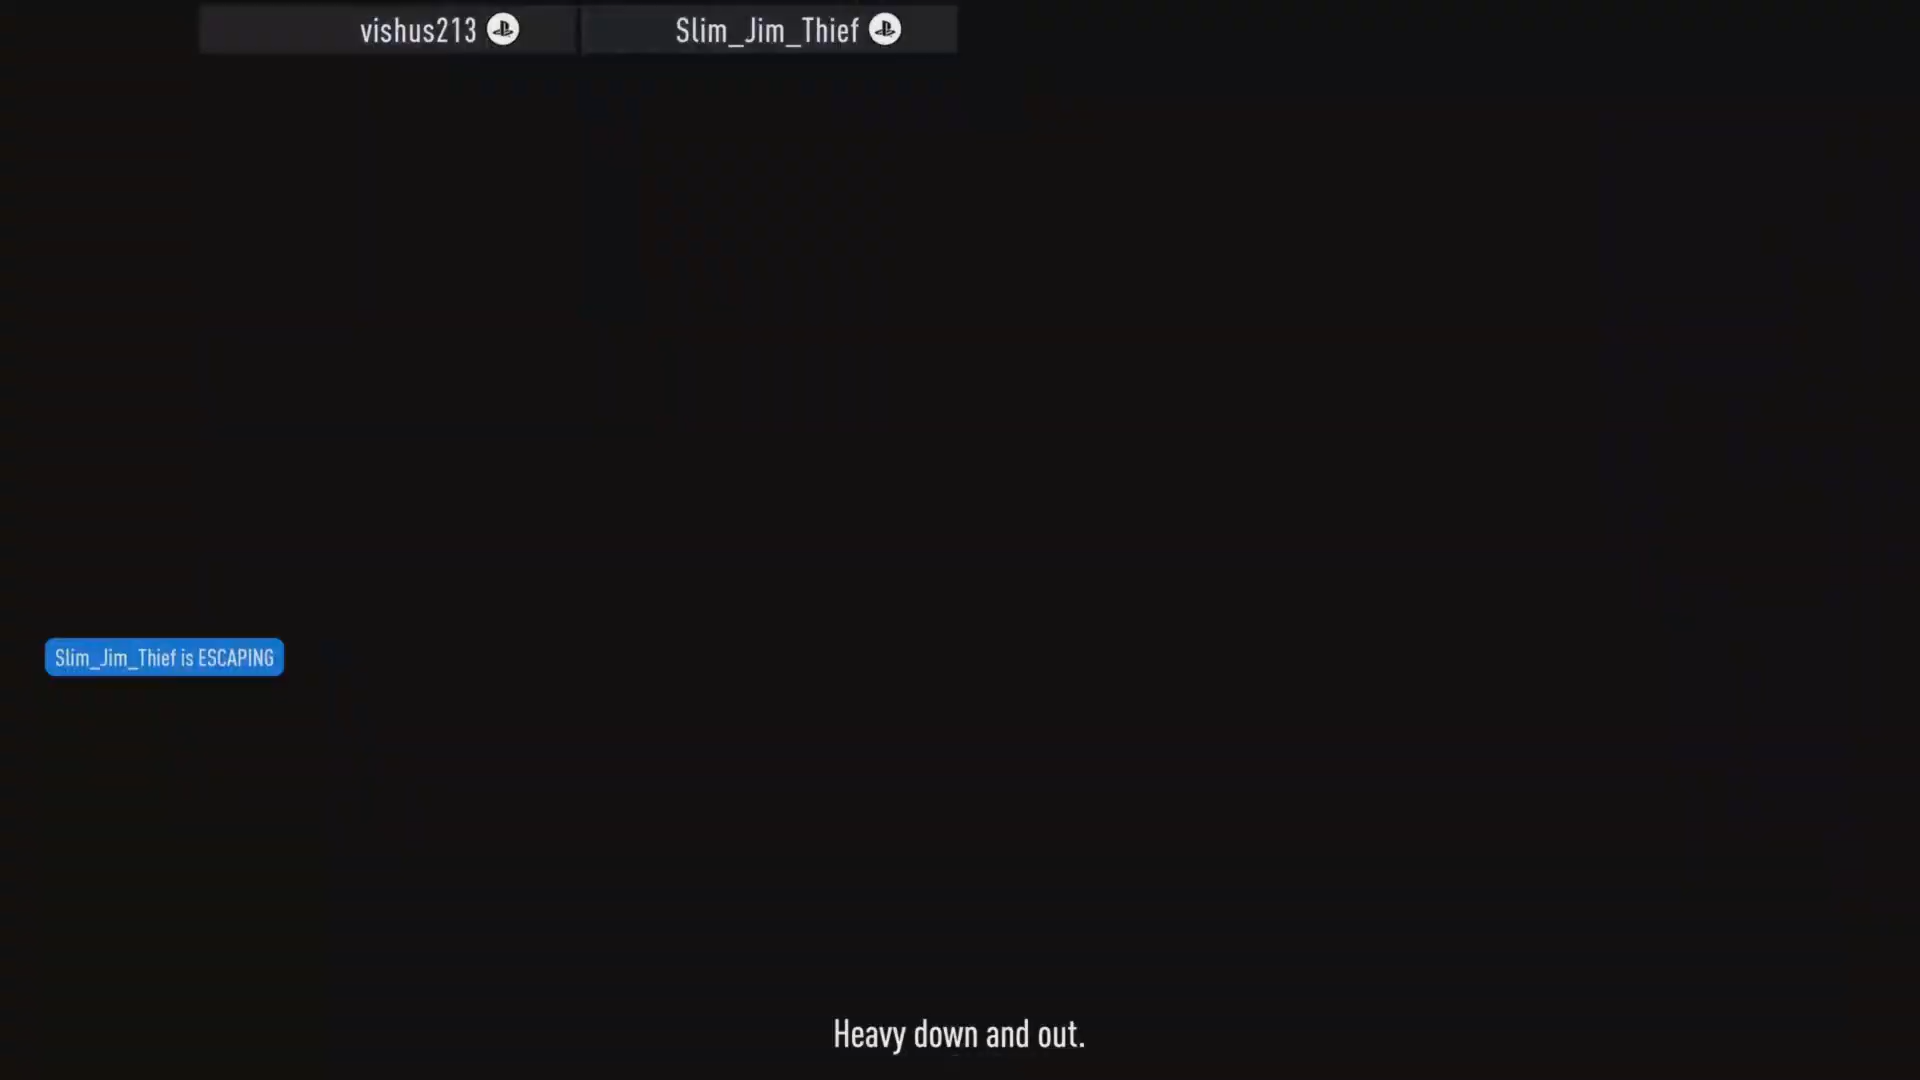 vishus213
Slim_Jim_Thief
Slim_Jim_Thief is ESCAPING
Heavy down and out.